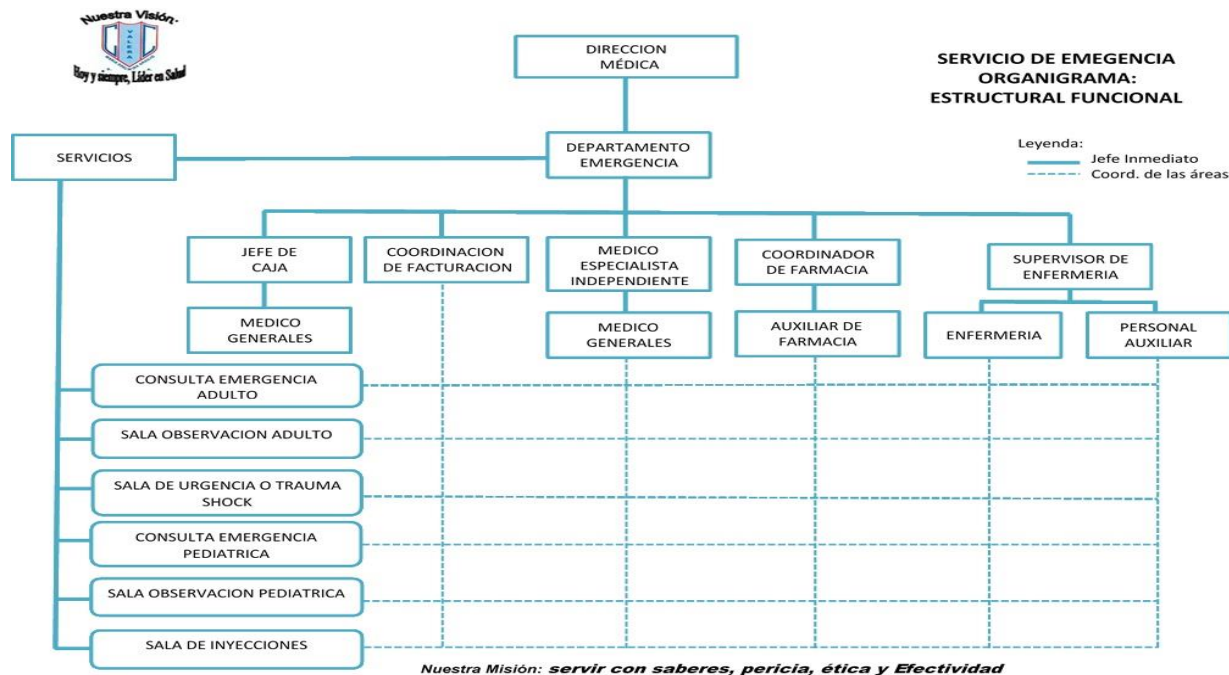 Nuestra Visión:
VALERA
Hoy y siempre, Líder en Salud
DIRECCION
MÉDICA
SERVICIO DE EMEGENCIA
ORGANIGRAMA:
ESTRUCTURAL FUNCIONAL
Leyenda:
Jefe Inmediato
Coord. de las áreas
SERVICIOS
DEPARTAMENTO
EMERGENCIA
JEFE DE
CAJA
COORDINACION
DE FACTURACION
MEDICO
ESPECIALISTA
INDEPENDIENTE
COORDINADOR
DE FARMACIA
SUPERVISOR DE
ENFERMERIA
MEDICO
GENERALES
MEDICO
GENERALES
AUXILIAR DE
FARMACIA
ENFERMERIA
PERSONAL
AUXILIAR
CONSULTA EMERGENCIA
ADULTO
SALA OBSERVACION ADULTO
SALA DE URGENCIA O TRAUMA
SHOCK
CONSULTA EMERGENCIA
PEDIATRICA
SALA OBSERVACION PEDIATRICA
SALA DE INYECCIONES
Nuestra Misión: servir con saberes, pericia, ética y Efectividad